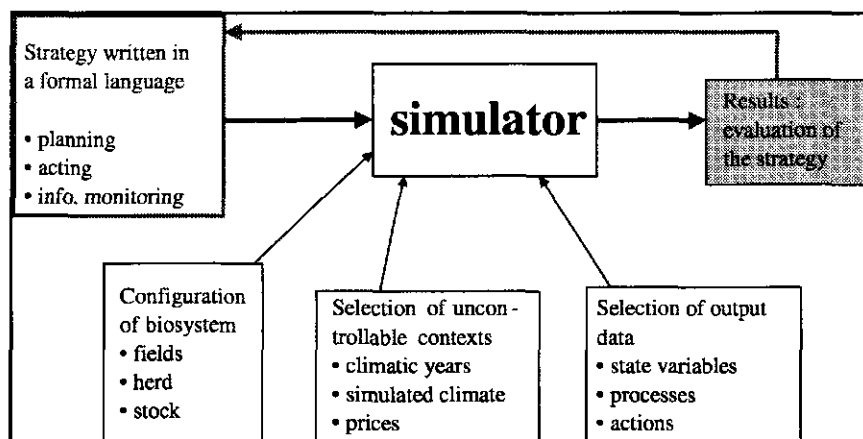 Strategy written in
a formal language
• planning
• acting
• info. monitoring
simulator
Results :
evaluation of
the strategy
Configuration
of biosystem
• fields
• herd
• stock
Selection of uncon-
trollable contexts
• climatic years
• simulated climate
• prices
Selection of output
data
• state variables
• processes
• actions